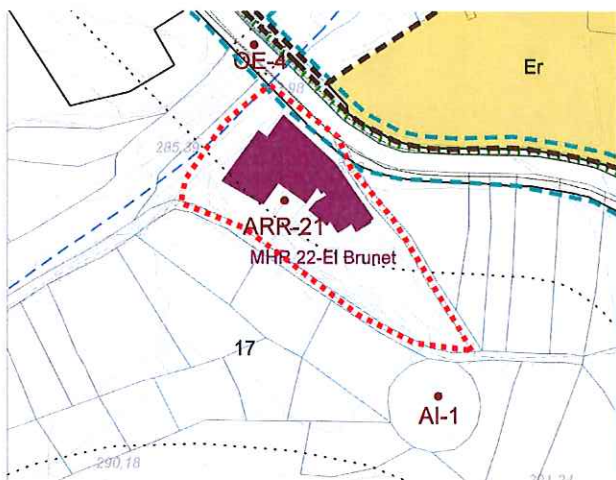 OE-4
Er
285,39
ARR-21
MHR 22-El Brunet
17
AI-1
290,18